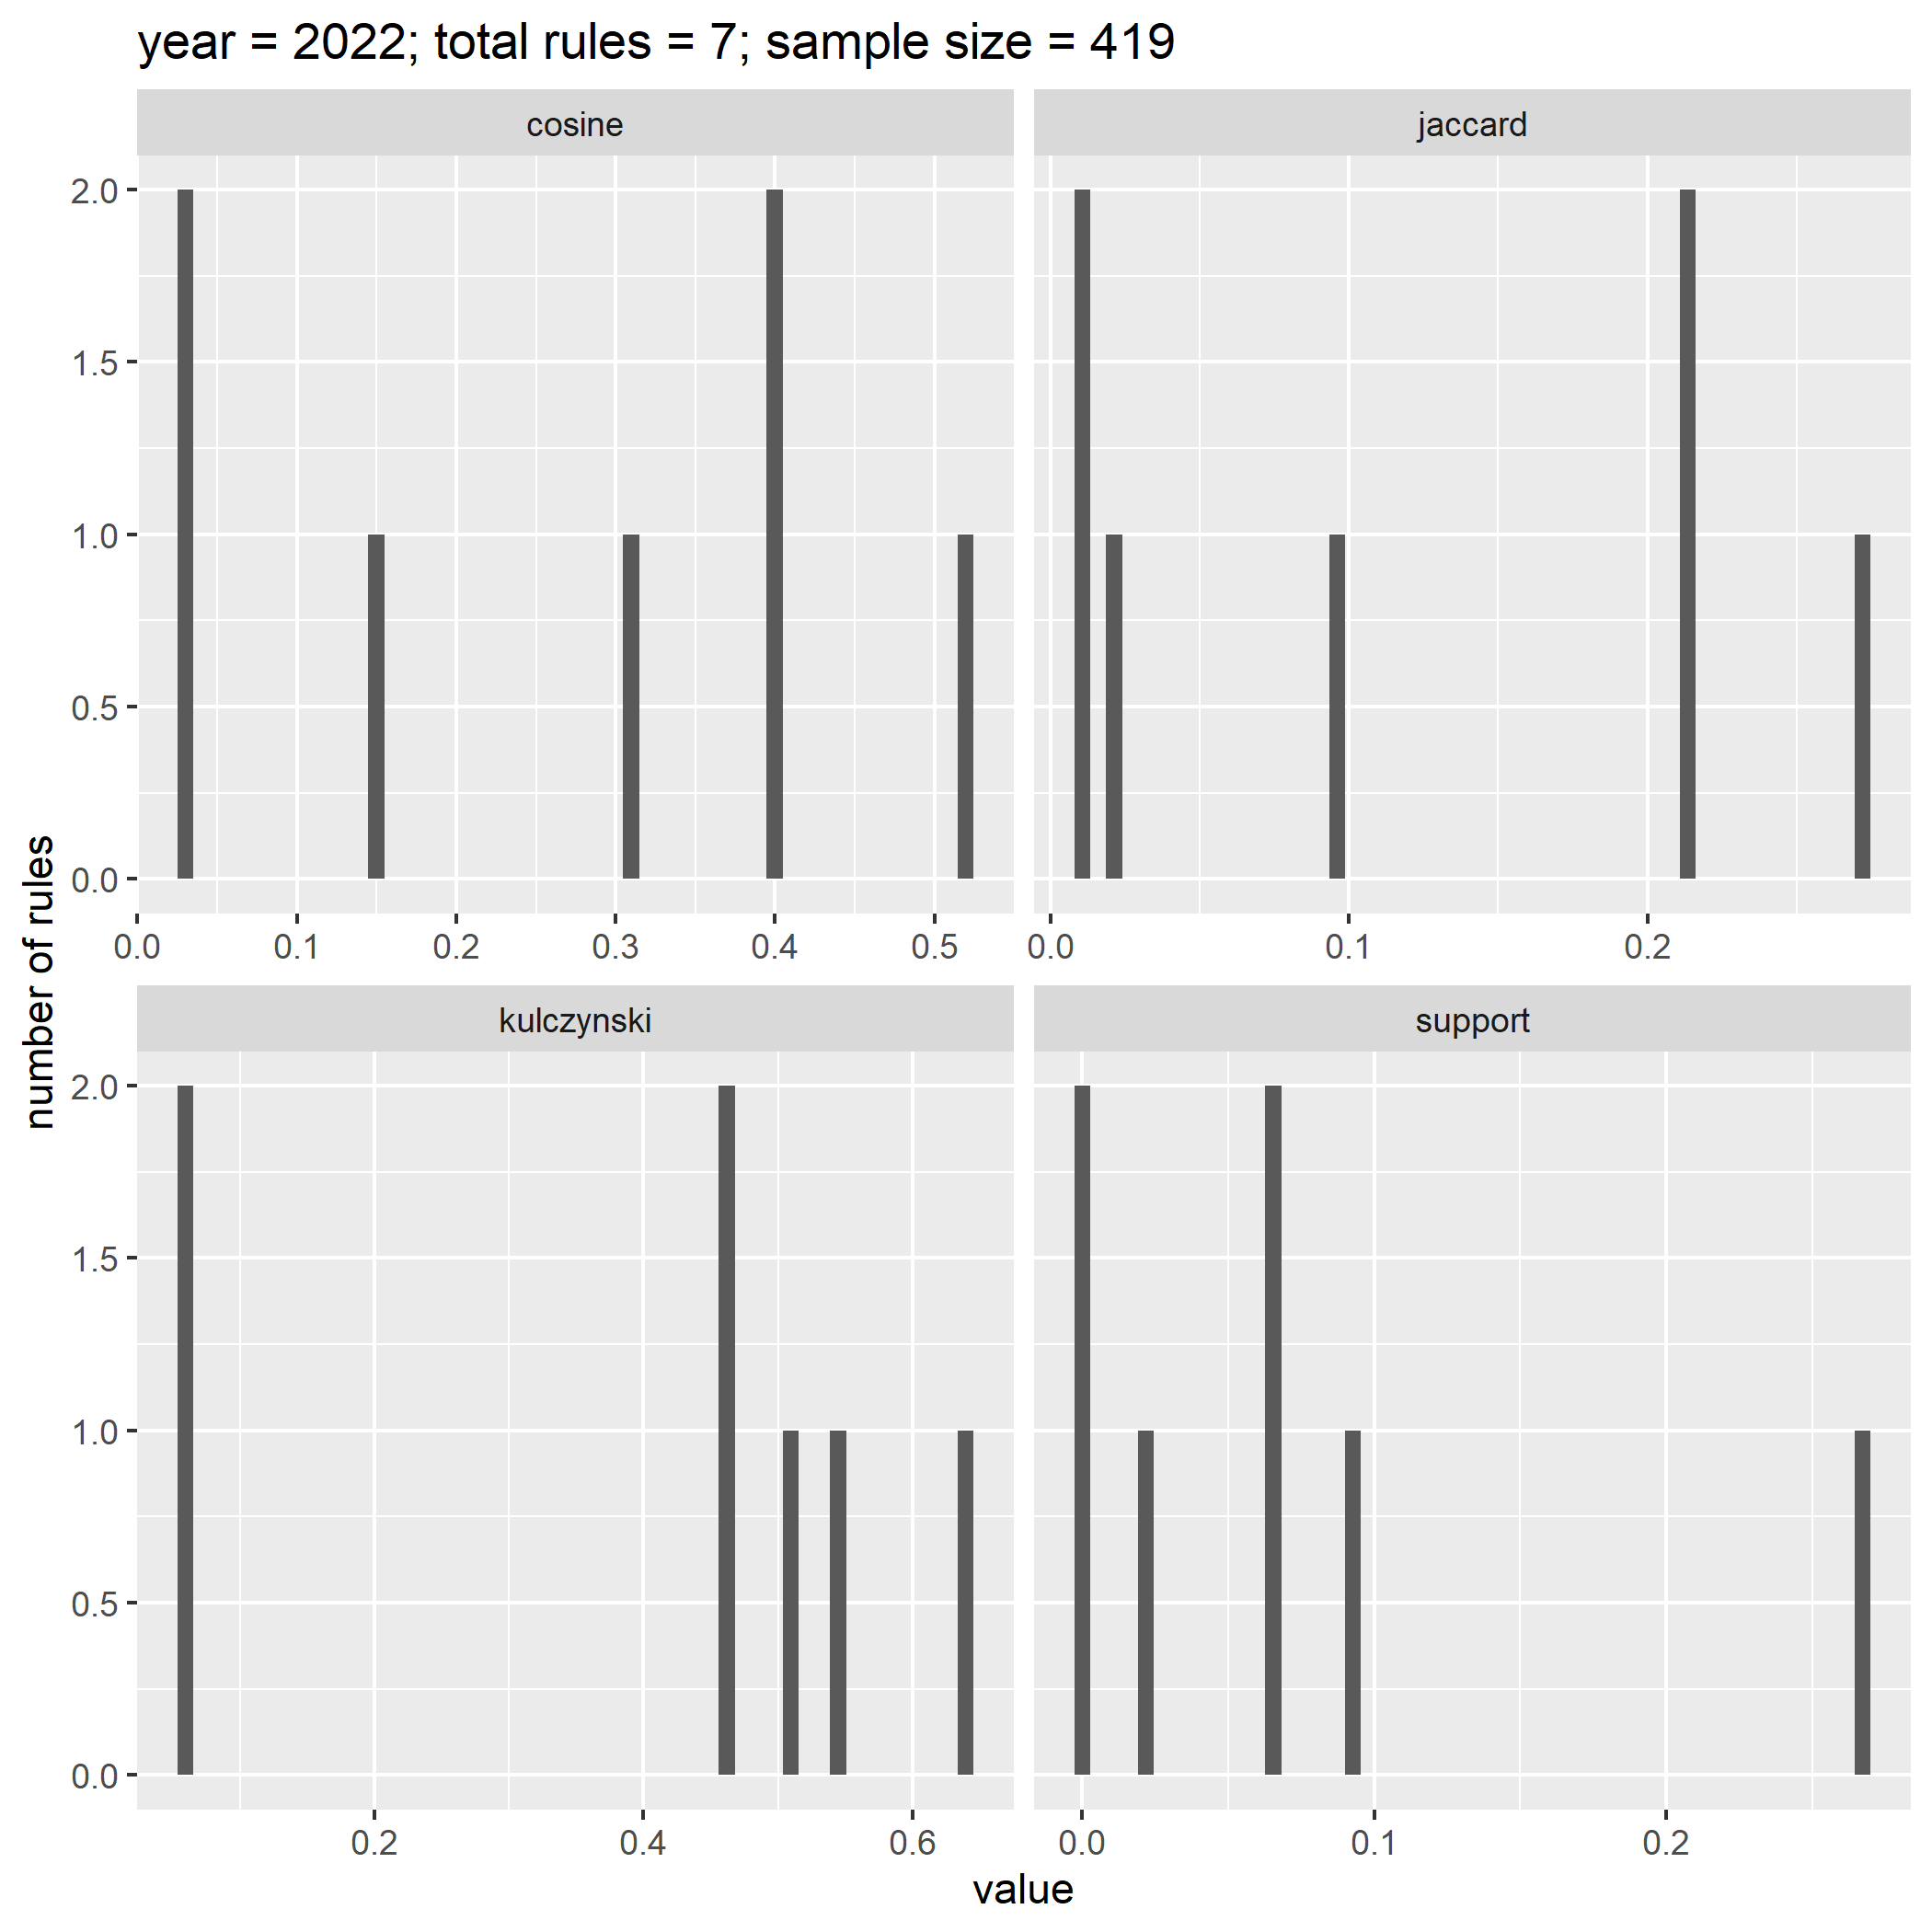 year = 2022; total rules = 7; sample size = 419
cosine
jaccard
2.0
1.5
1.0
0.5
0.0
0.0 0.1 0.2 0.3 0.4 0.5
0.0 0.1 0.2
number of rules
kulczynski
support
2.0
1.5
1.0
0.5
0.0
0.2 0.4 0.6
0.0 0.1 0.2
value